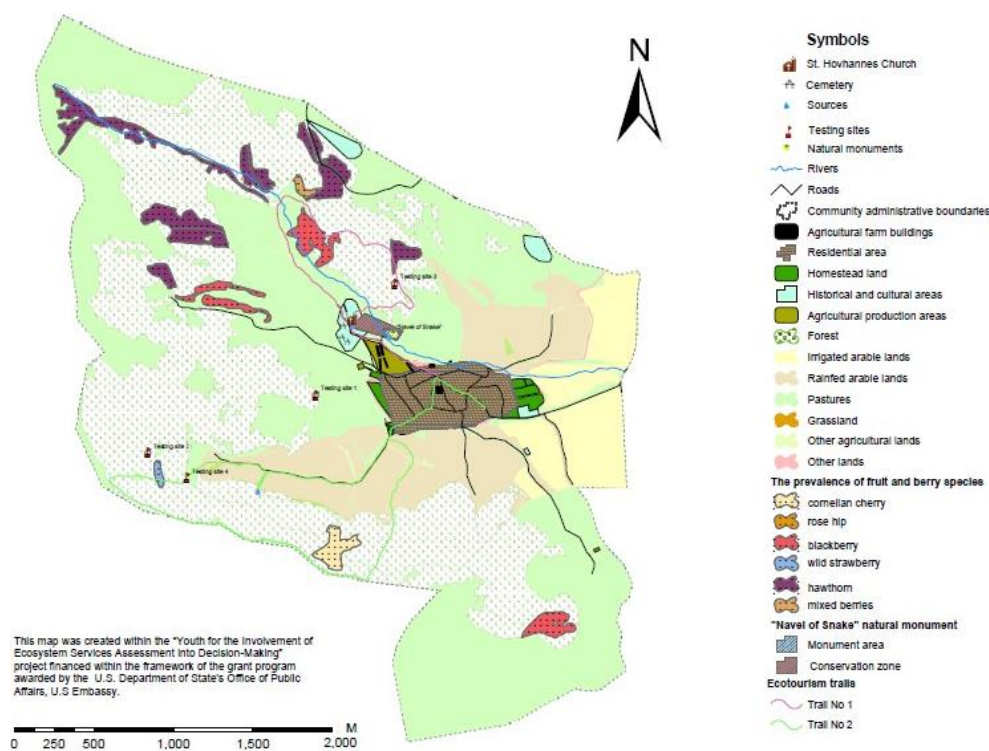 N
Testing site 3
"Navel of Snake"
Testing site 1
Testing site 4
This map was created within the "Youth for the Involvement of
Ecosystem Services Assessment into Decision-Making"
project financed within the framework of the grant program
awarded by the U.S. Department of State's Office of Public
Affairs, U.S Embassy.
M
0 250 500 1,000 1,500 2,000
Symbols
St. Hovhannes Church
Cemetery
Sources
Testing sites
Natural monuments
Rivers
Roads
Community administrative boundaries
Agricultural farm buildings
Residential area
Homestead land
Historical and cultural areas
Agricultural production areas
Forest
Irrigated arable lands
Rainfed arable lands
Pastures
Grassland
Other agricultural lands
Other lands
The prevalence of fruit and berry species
cornelian cherry
rose hip
blackberry
wild strawberry
hawthorn
mixed berries
"Navel of Snake" natural monument
Monument area
Conservation zone
Ecotourism trails
Trail No 1
Trail No 2